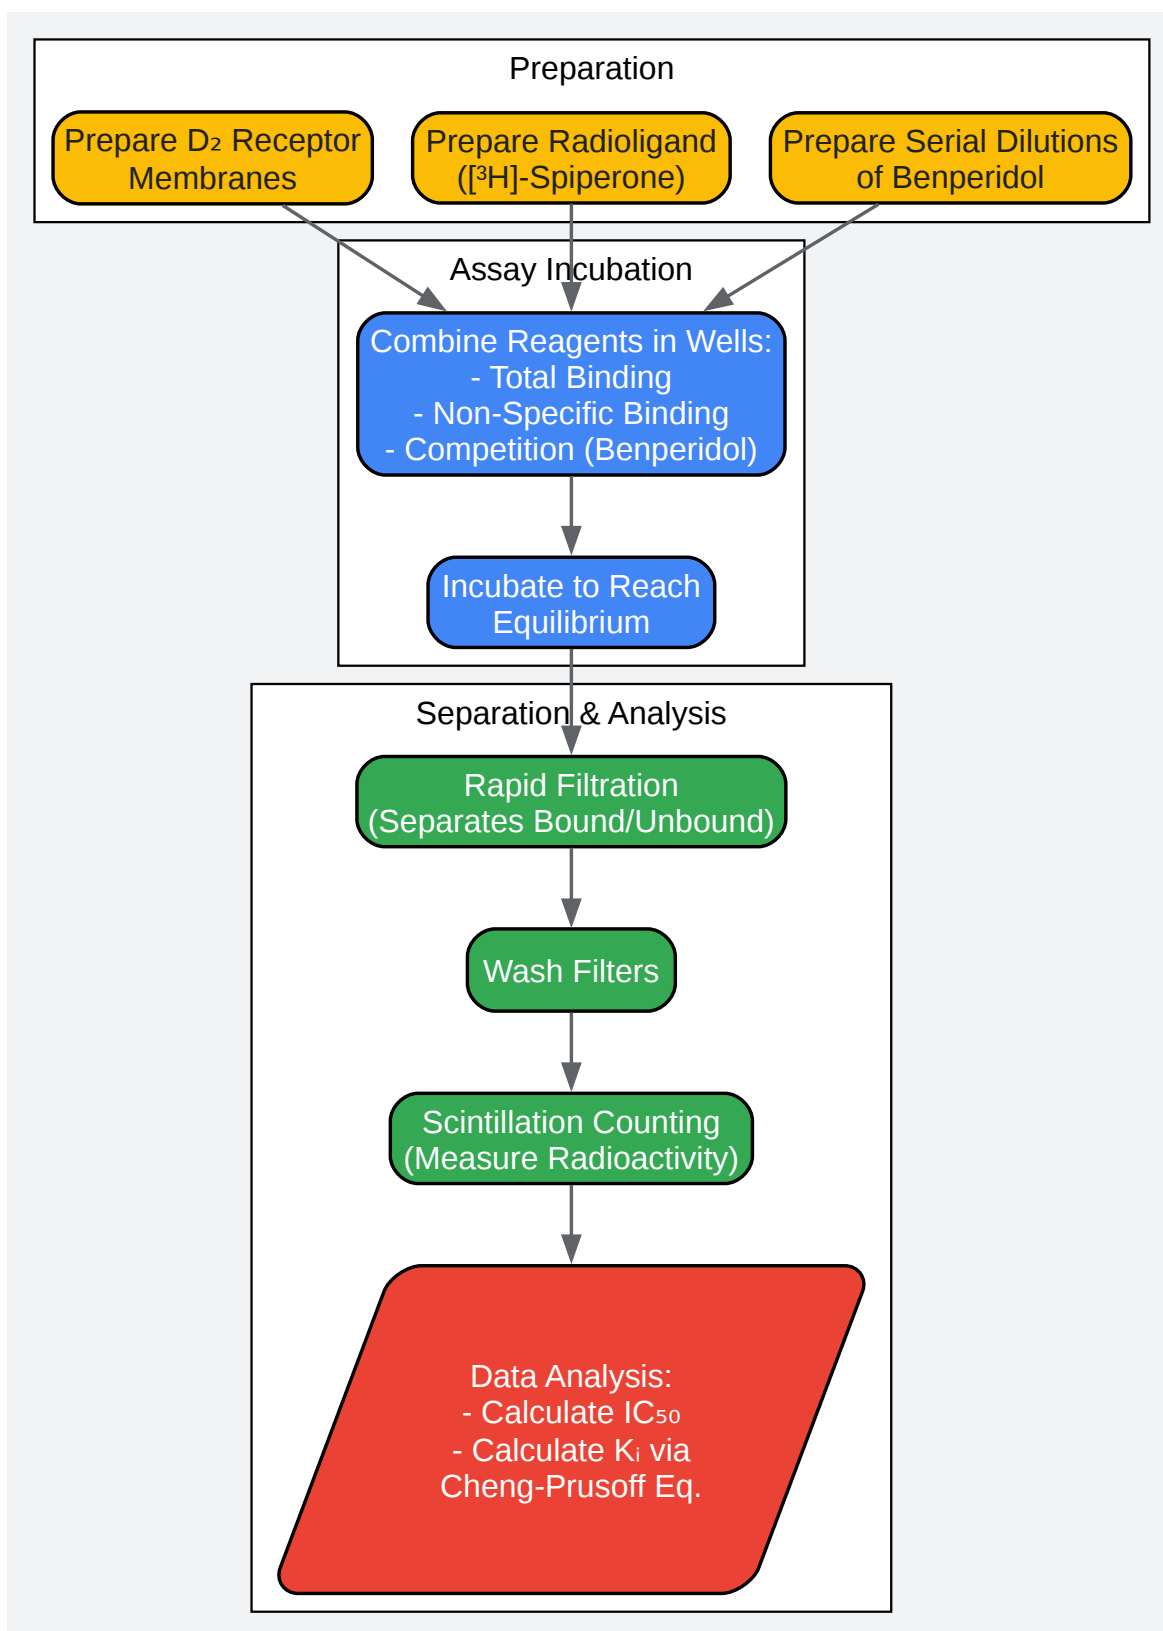 Preparation
Prepare D₂ Receptor
Membranes
Prepare Radioligand
([³H]-Spiperone)
Prepare Serial Dilutions
of Benperidol
Assay Incubation
Combine Reagents in Wells:
- Total Binding
- Non-Specific Binding
- Competition (Benperidol)
Incubate to Reach
Equilibrium
Separation & Analysis
Rapid Filtration
(Separates Bound/Unbound)
Wash Filters
Scintillation Counting
(Measure Radioactivity)
Data Analysis:
- Calculate IC₅₀
- Calculate Kᵢ via
Cheng-Prusoff Eq.